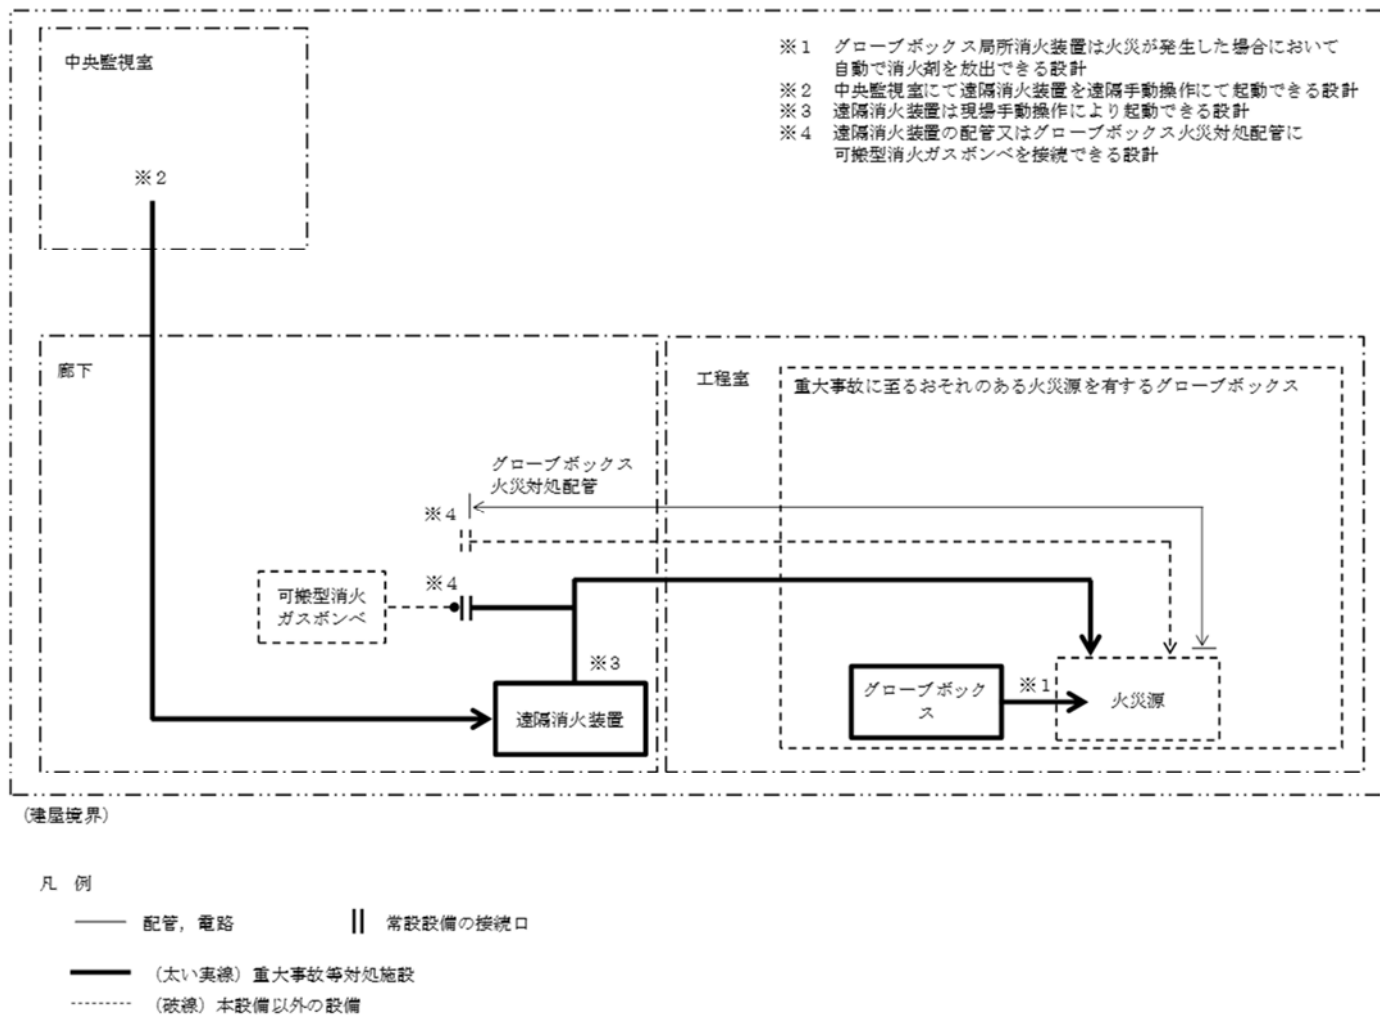 中央監視室
※1 グローブボックス局所消火装置は火災が発生した場合において
自動で消火剤を放出できる設計
※2 中央監視室にて遠隔消火装置を遠隔手動操作にて起動できる設計
※3 遠隔消火装置は現場手動操作により起動できる設計
※4 遠隔消火装置の配管又はグローブボックス火災対処配管に
可搬型消火ガスボンベを接続できる設計
※2
廊下
工程室
重大事故に至るおそれのある火災源を有するグローブボックス
グローブボックス
火災対処配管
※4
※4
可搬型消火
ガスボンベ
※3
遠隔消火装置
グローブボック
ス
※1
火災源
(建屋境界)
凡 例
配管，電路
常設設備の接続口
(太い実線) 重大事故等対処施設
(破線) 本設備以外の設備